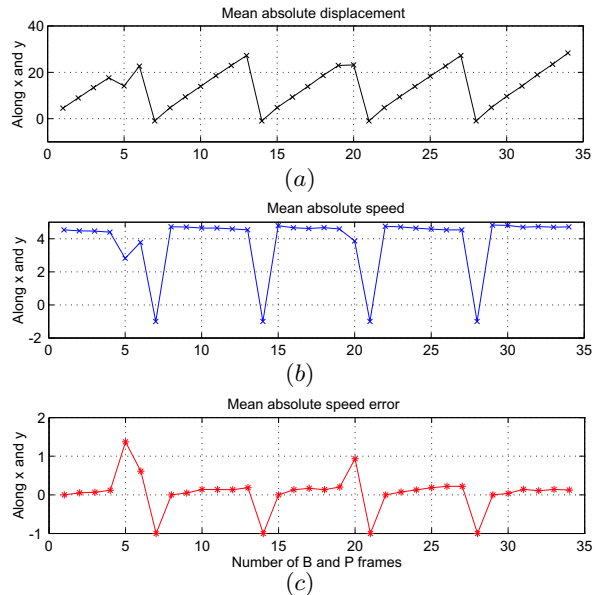 Mean absolute displacement
Along x and y
40
20
0
0 5 10 15 20 25 30 35
(a)
Mean absolute speed
Along x and y
4
2
0
-2
0 5 10 15 20 25 30 35
(b)
Mean absolute speed error
Along x and y
2
1
0
-1
0 5 10 15 20 25 30 35
Number of B and P frames
(c)